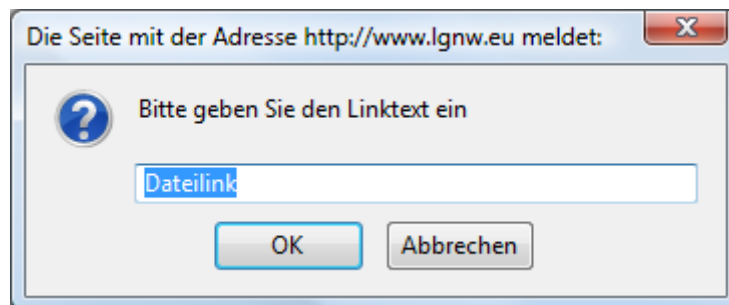 Die Seite mit der Adresse http://www.lgnw.eu meldet:
Bitte geben Sie den Linktext ein
Dateilink
OK
Abbrechen